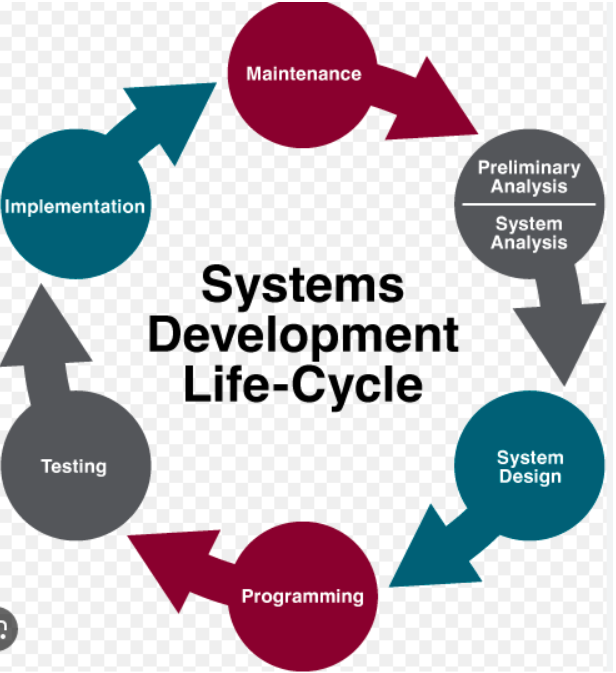 Maintenance
Preliminary
Analysis
System
Analysis
Implementation
Systems
Development
Life-Cycle
Testing
System
Design
Programming